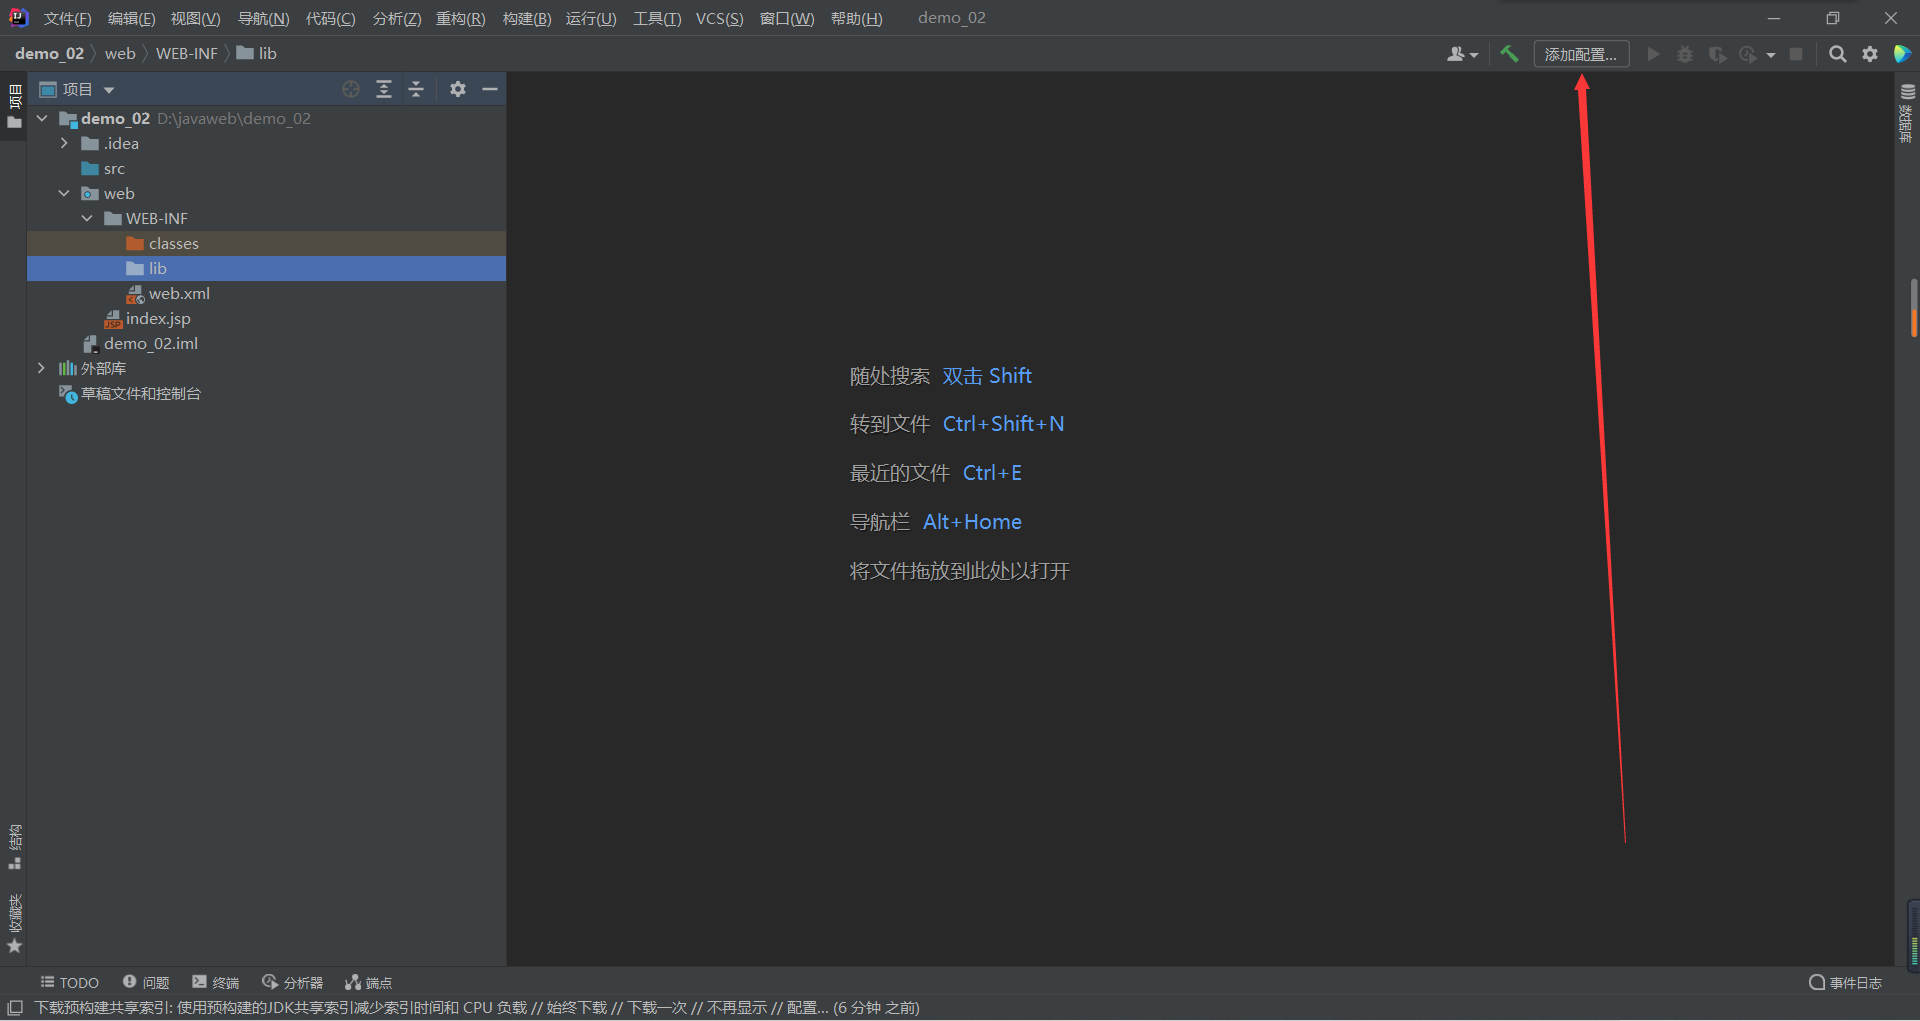 文件(F) 编辑(E) 视图(V) 导航(N) 代码(C) 分析(Z) 重构(R) 构建(B) 运行(U) 工具(T) VCS(S) 窗口(W) 帮助(H) demo_02
demo_02 web WEB-INF lib
添加配置...
项目
项目
demo_02 D:\javaweb\demo_02
.idea
src
web
WEB-INF
classes
lib
web.xml
JSP index.jsp
demo_02.iml
外部库
草稿文件和控制台
随处搜索 双击 Shift
转到文件 Ctrl+Shift+N
最近的文件 Ctrl+E
导航栏 Alt+Home
将文件拖放到此处以打开
数据库
结构
收藏夹
TODO 问题 终端 分析器 端点 事件日志
下载预构建共享索引: 使用预构建的JDK共享索引减少索引时间和 CPU 负载 // 始终下载 // 下载一次 // 不再显示 // 配置... (6 分钟 之前)